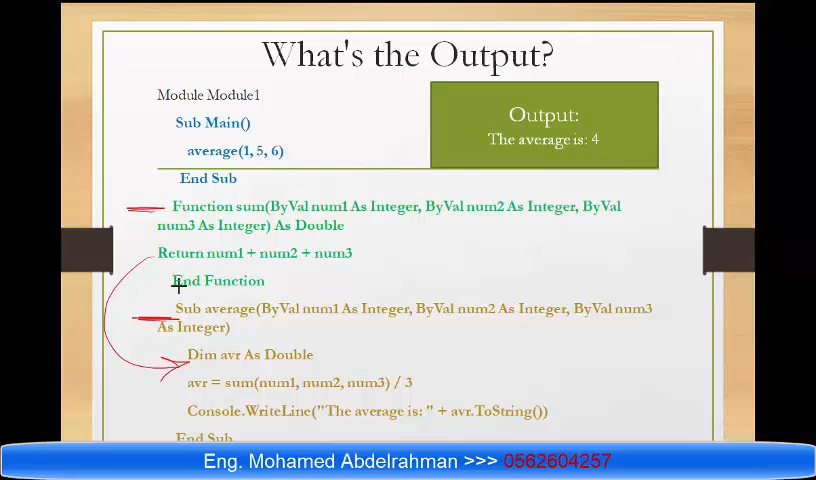 What's the Output?
Module Module1
Output:
The average is: 4
Sub Main()
average(1, 5, 6)
End Sub
Function sum(ByVal num1 As Integer, ByVal num2 As Integer, ByVal
num3 As Integer) As Double
Return num1 + num2 + num3
End Function
Sub average(ByVal num1 As Integer, ByVal num2 As Integer, ByVal num3
As Integer)
Dim avr As Double
avr = sum(num1, num2, num3) / 3
Console.WriteLine("The average is: " + avr.ToString())
End Sub
Eng. Mohamed Abdelrahman >>> 0562604257